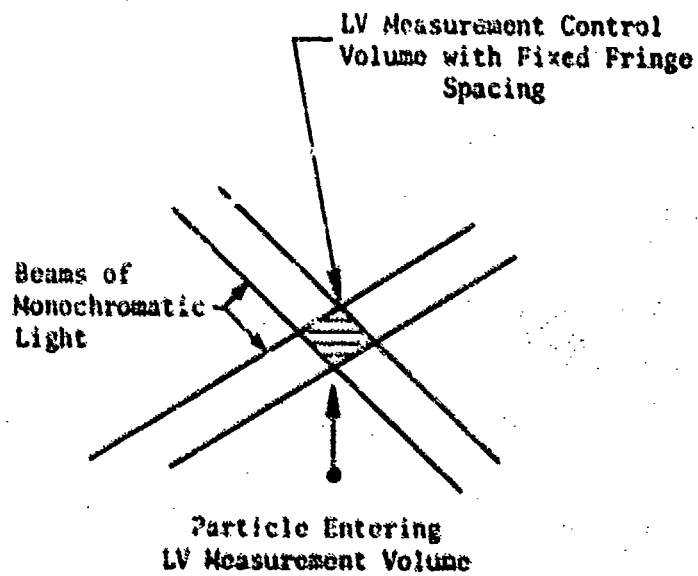 LV Measurement Control
Volume with Fixed Fringe
Spacing
Beams of
Monochromatic
Light
Particle Entering
LV Measurement Volume